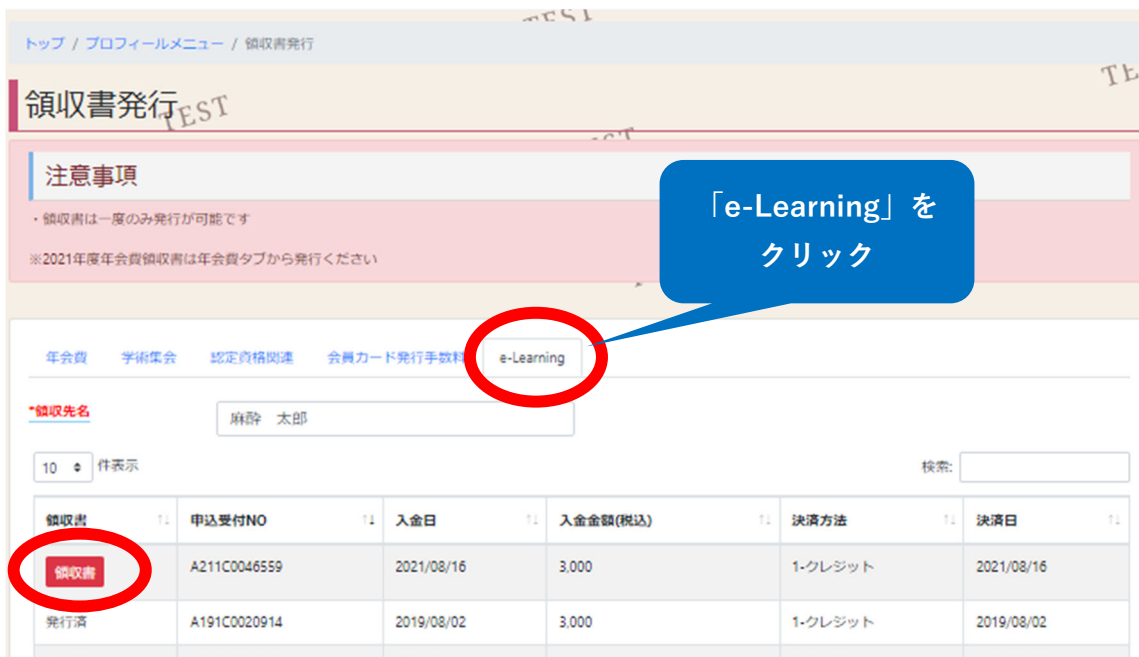 TEST
トップ / プロフィールメニュー / 領収書発行
TE
領収書発行
TEST
TEST
注意事項
・領収書は一度のみ発行が可能です
※2021年度年会費領収書は年会費タブから発行ください
「e-Learning」を
クリック
年会費 学術集会 認定資格関連 会員カード発行手数料 e-Learning
*領収先名 麻酔 太郎
10 件表示 検索:
領収書 申込受付NO 入金日 入金金額(税込) 決済方法 決済日
領収書 A211C0046559 2021/08/16 3,000 1-クレジット 2021/08/16
発行済 A191C0020914 2019/08/02 3,000 1-クレジット 2019/08/02